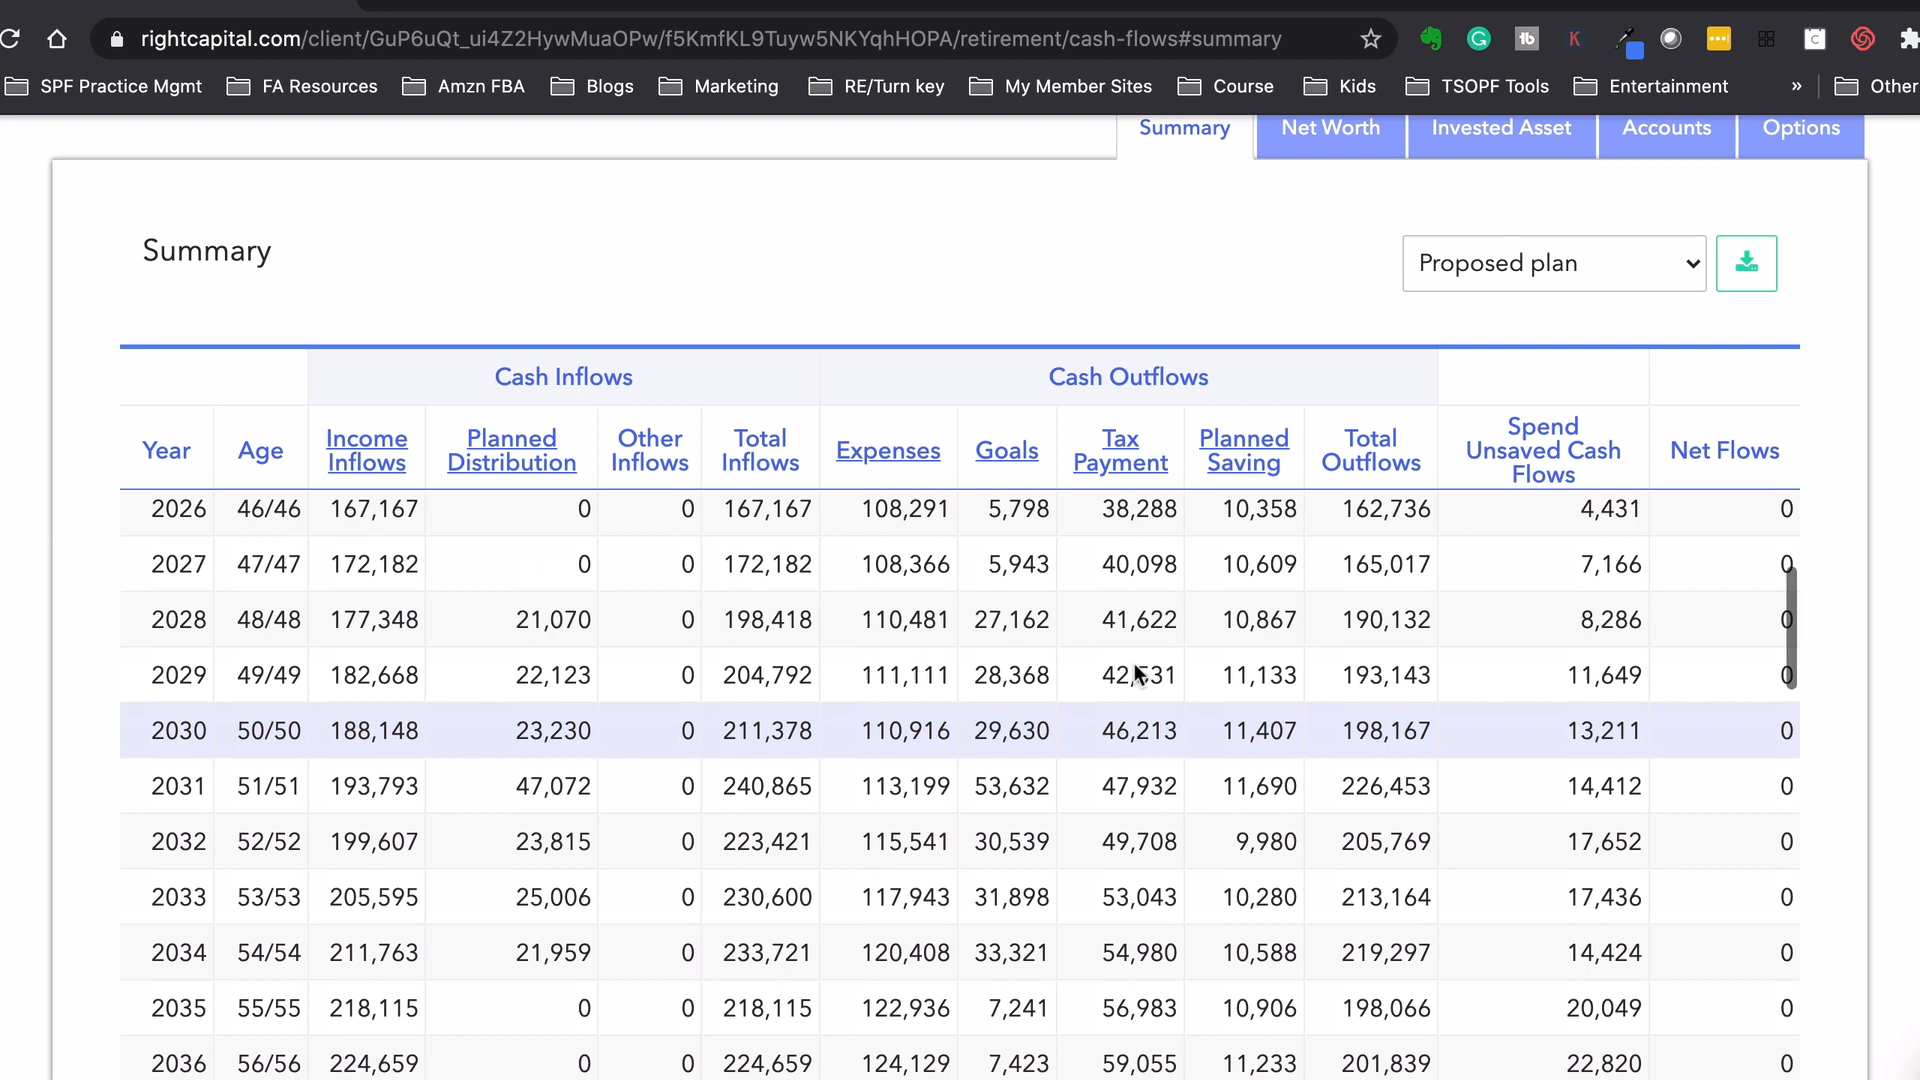 rightcapital.com/client/GuP6uQt_ui4Z2HywMuaOPw/f5KmfKL9Tuyw5NKYqhHOPA/retirement/cash-flows#summary
SPF Practice Mgmt FA Resources Amzn FBA Blogs Marketing RE/Turn key My Member Sites Course Kids TSOPF Tools Entertainment » Other
Summary Net Worth Invested Asset Accounts Options
Summary
Proposed plan
Cash Inflows Cash Outflows
Year Age Income Inflows Planned Distribution Other Inflows Total Inflows Expenses Goals Tax Payment Planned Saving Total Outflows Spend Unsaved Cash Flows Net Flows
2026 46/46 167,167 0 0 167,167 108,291 5,798 38,288 10,358 162,736 4,431 0
2027 47/47 172,182 0 0 172,182 108,366 5,943 40,098 10,609 165,017 7,166 0
2028 48/48 177,348 21,070 0 198,418 110,481 27,162 41,622 10,867 190,132 8,286 0
2029 49/49 182,668 22,123 0 204,792 111,111 28,368 11,133 193,143 11,649 0
2030 50/50 188,148 23,230 0 211,378 110,916 29,630 46,213 11,407 198,167 13,211 0
2031 51/51 193,793 47,072 0 240,865 113,199 53,632 47,932 11,690 226,453 14,412 0
2032 52/52 199,607 23,815 0 223,421 115,541 30,539 49,708 9,980 205,769 17,652 0
2033 53/53 205,595 25,006 0 230,600 117,943 31,898 53,043 10,280 213,164 17,436 0
2034 54/54 211,763 21,959 0 233,721 120,408 33,321 54,980 10,588 219,297 14,424 0
2035 55/55 218,115 0 0 218,115 122,936 7,241 56,983 10,906 198,066 20,049 0
2036 56/56 224,659 0 0 224,659 124,129 7,423 59,055 11,233 201,839 22,820 0